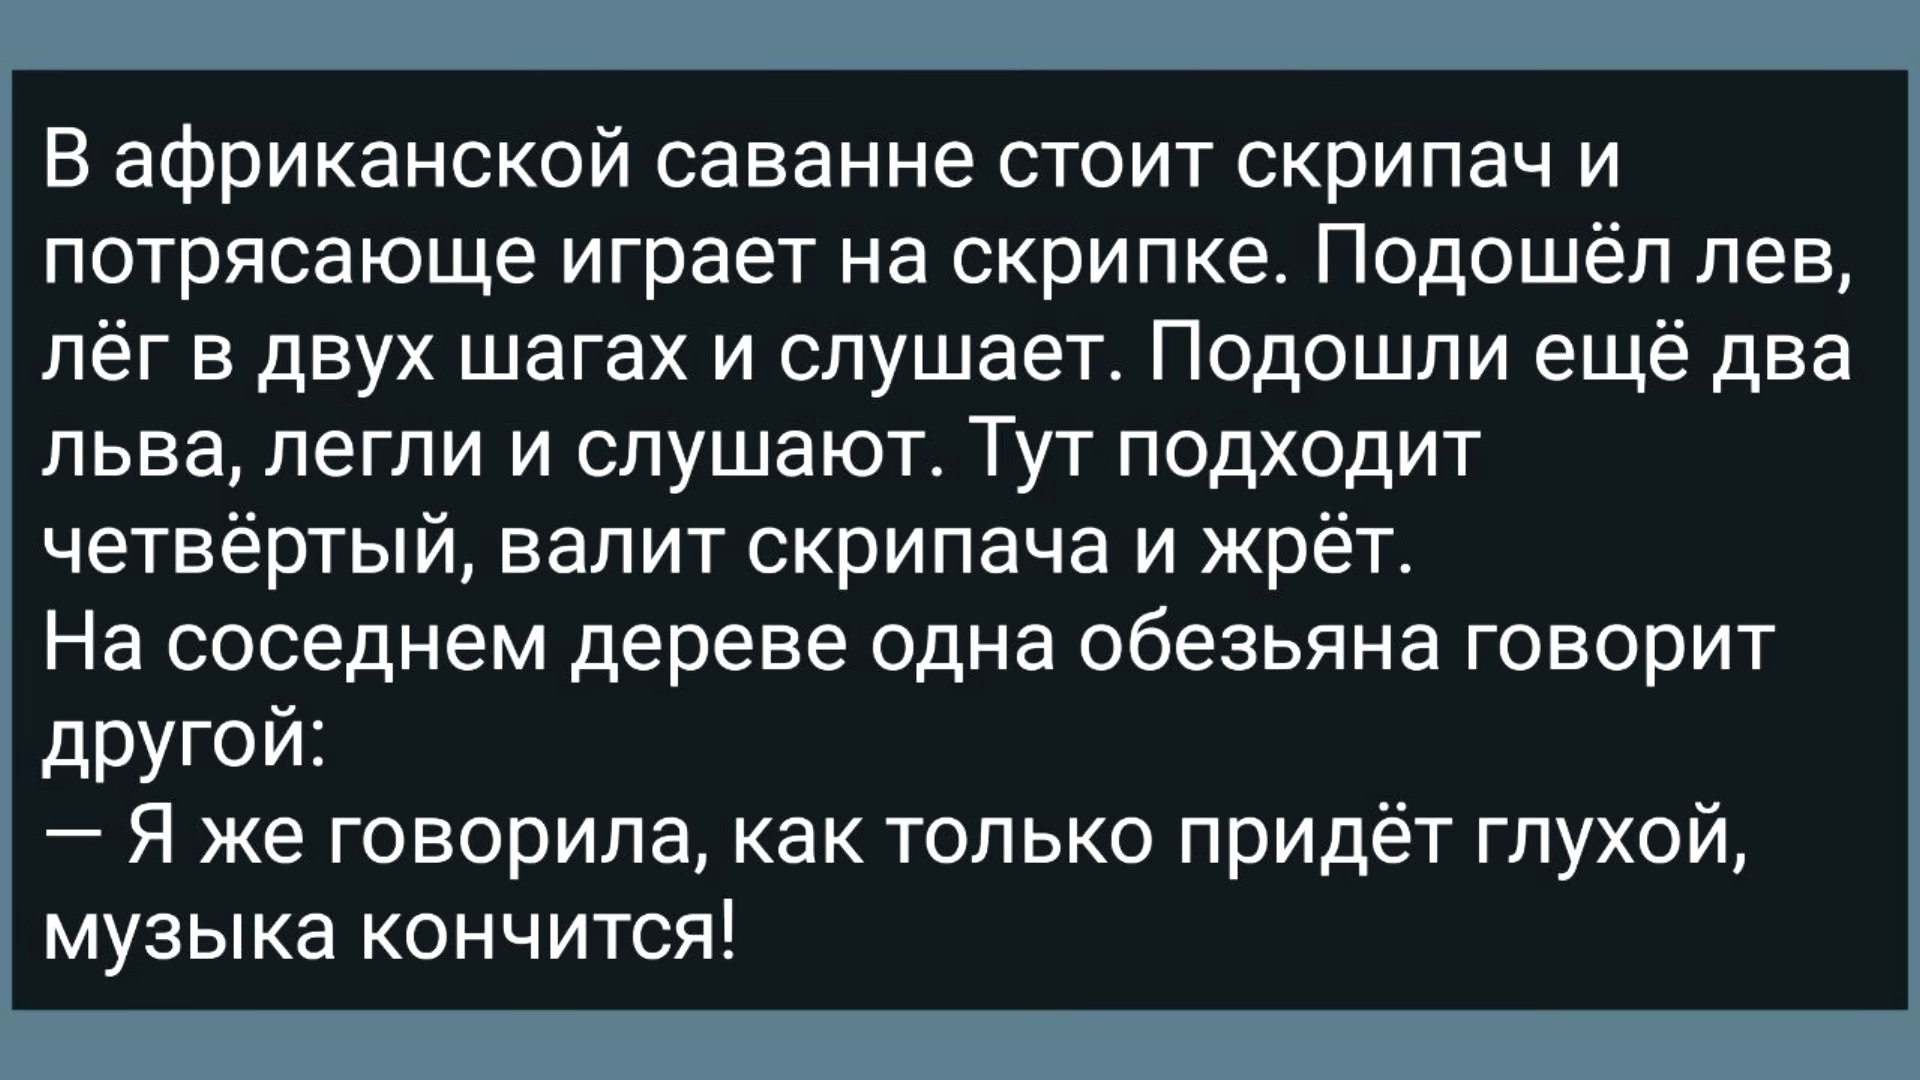 В африканской саванне стоит скрипач и
потрясающе играет на скрипке. Подошёл лев,
лёг в двух шагах и слушает. Подошли ещё два
льва, легли и слушают. Тут подходит
четвёртый, валит скрипача и жрёт.
На соседнем дереве одна обезьяна говорит
другой:
— Я же говорила, как только придёт глухой,
музыка кончится!